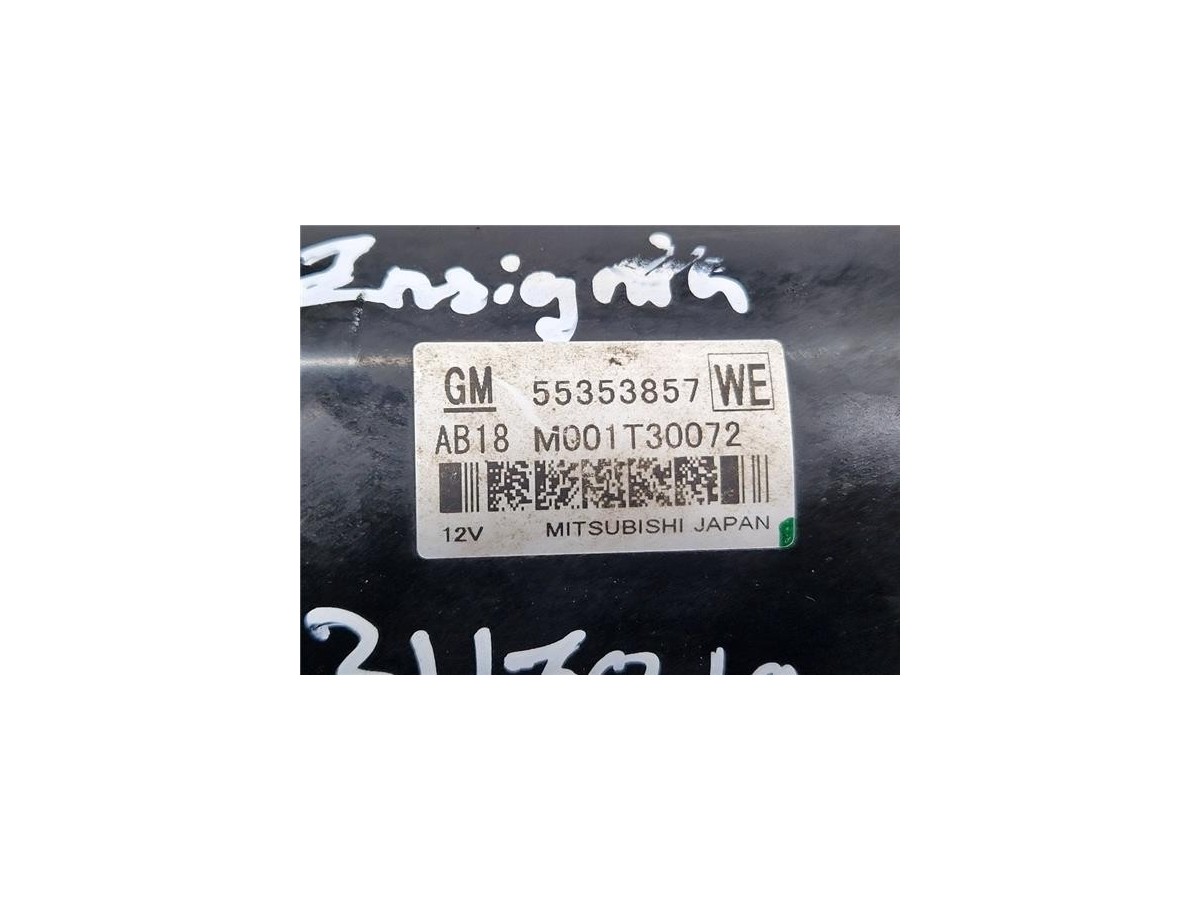 Insignia
GM 55353857 WE
AB18 M001T30072
12V MITSUBISHI JAPAN